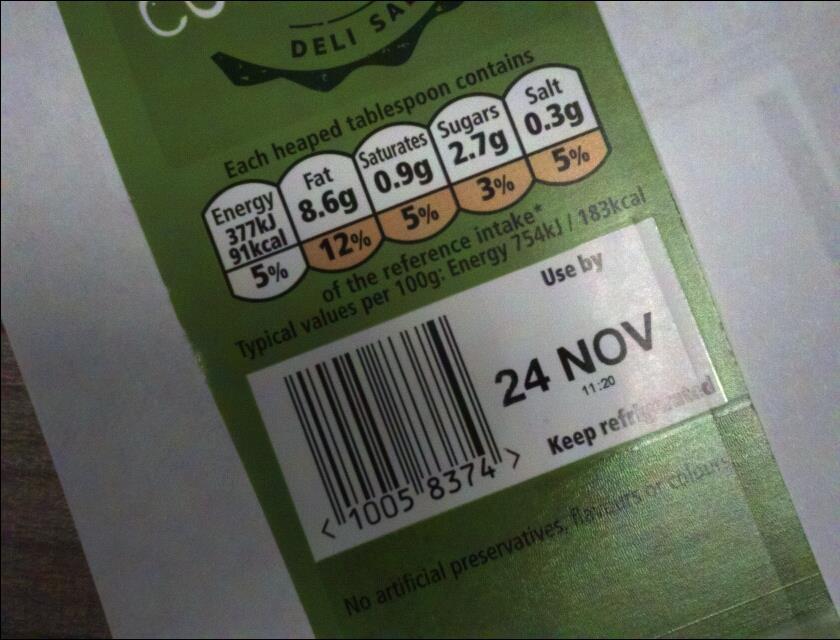 DELI
Each heaped tablespoon contains
Energy 377kJ 91kcal 5%
Fat 8.6g 12%
Saturates 0.9g 5%
Sugars 2.7g 3%
Salt 0.3g 5%
of the reference intake*
Typical values per 100g: Energy 754kJ / 183kcal
Use by
24 NOV
11:20
Keep refrigerated
< 1005 8374 >
No artificial preservatives, flavours or colours